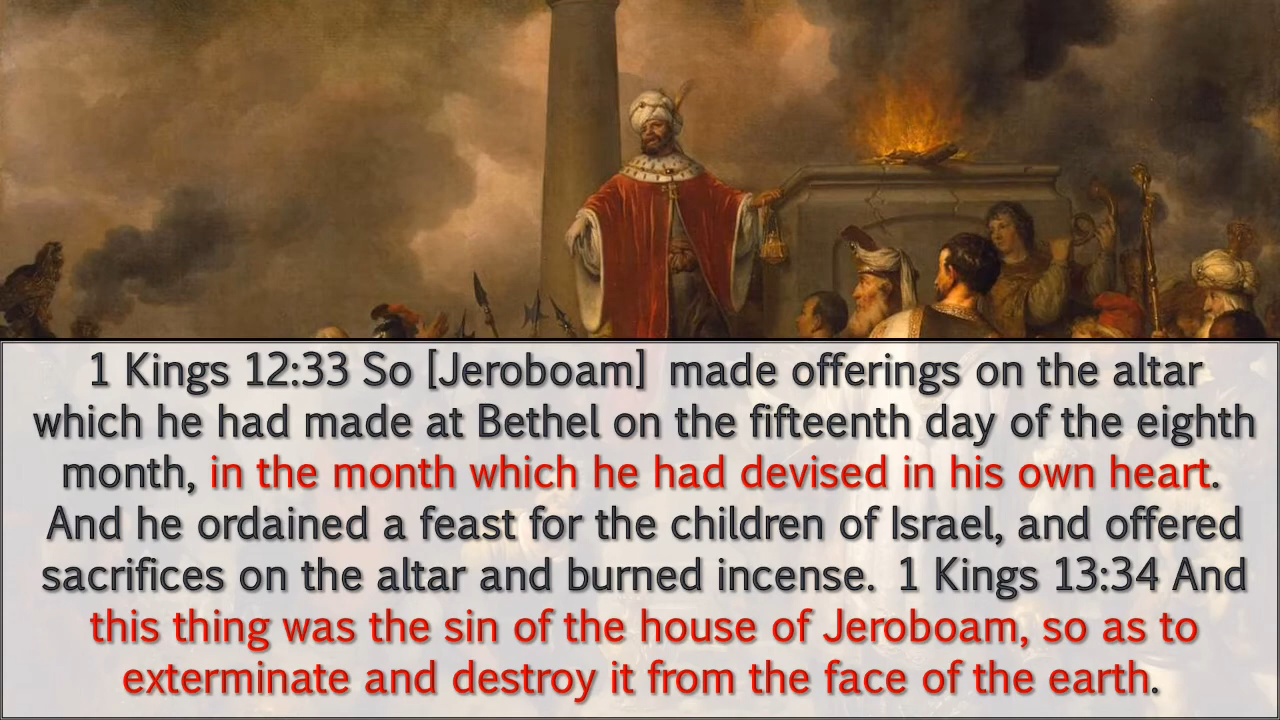 1 Kings 12:33 So [Jeroboam]  made offerings on the altar
which he had made at Bethel on the fifteenth day of the eighth
month, in the month which he had devised in his own heart.
And he ordained a feast for the children of Israel, and offered
sacrifices on the altar and burned incense.  1 Kings 13:34 And
this thing was the sin of the house of Jeroboam, so as to
exterminate and destroy it from the face of the earth.